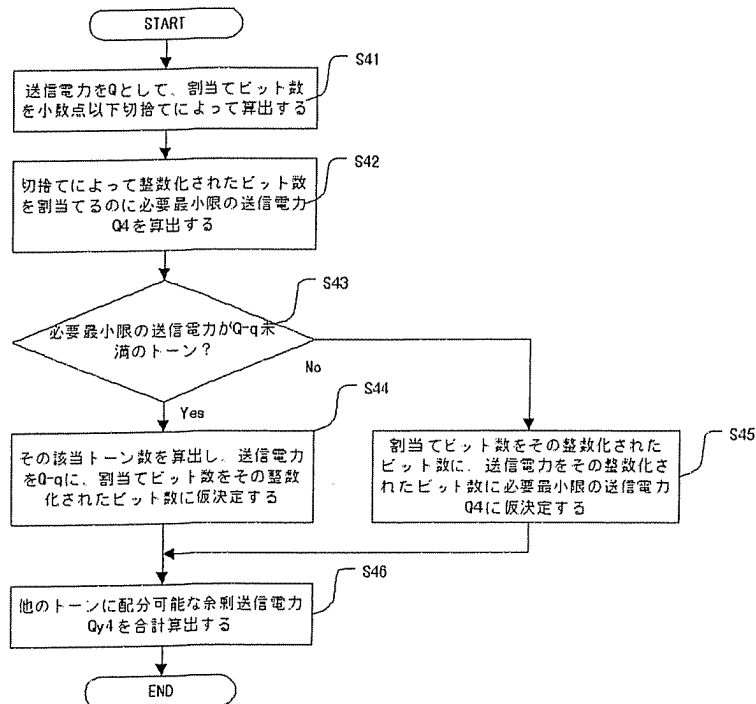 START
S41
送信電力をQとして、割当てビット数
を小数点以下切捨てによって算出する
S42
切捨てによって整数化されたビット数
を割当てるのに必要最小限の送信電力
Q4を算出する
S43
必要最小限の送信電力がQ-q未
満のトーン？
No
Yes
S44
その該当トーン数を算出し、送信電力
をQ-qに、割当てビット数をその整数
化されたビット数に仮決定する
S45
割当てビット数をその整数化された
ビット数に、送信電力をその整数化さ
れたビット数に必要最小限の送信電力
Q4に仮決定する
S46
他のトーンに配分可能な余剰送信電力
Qy4を合計算出する
END